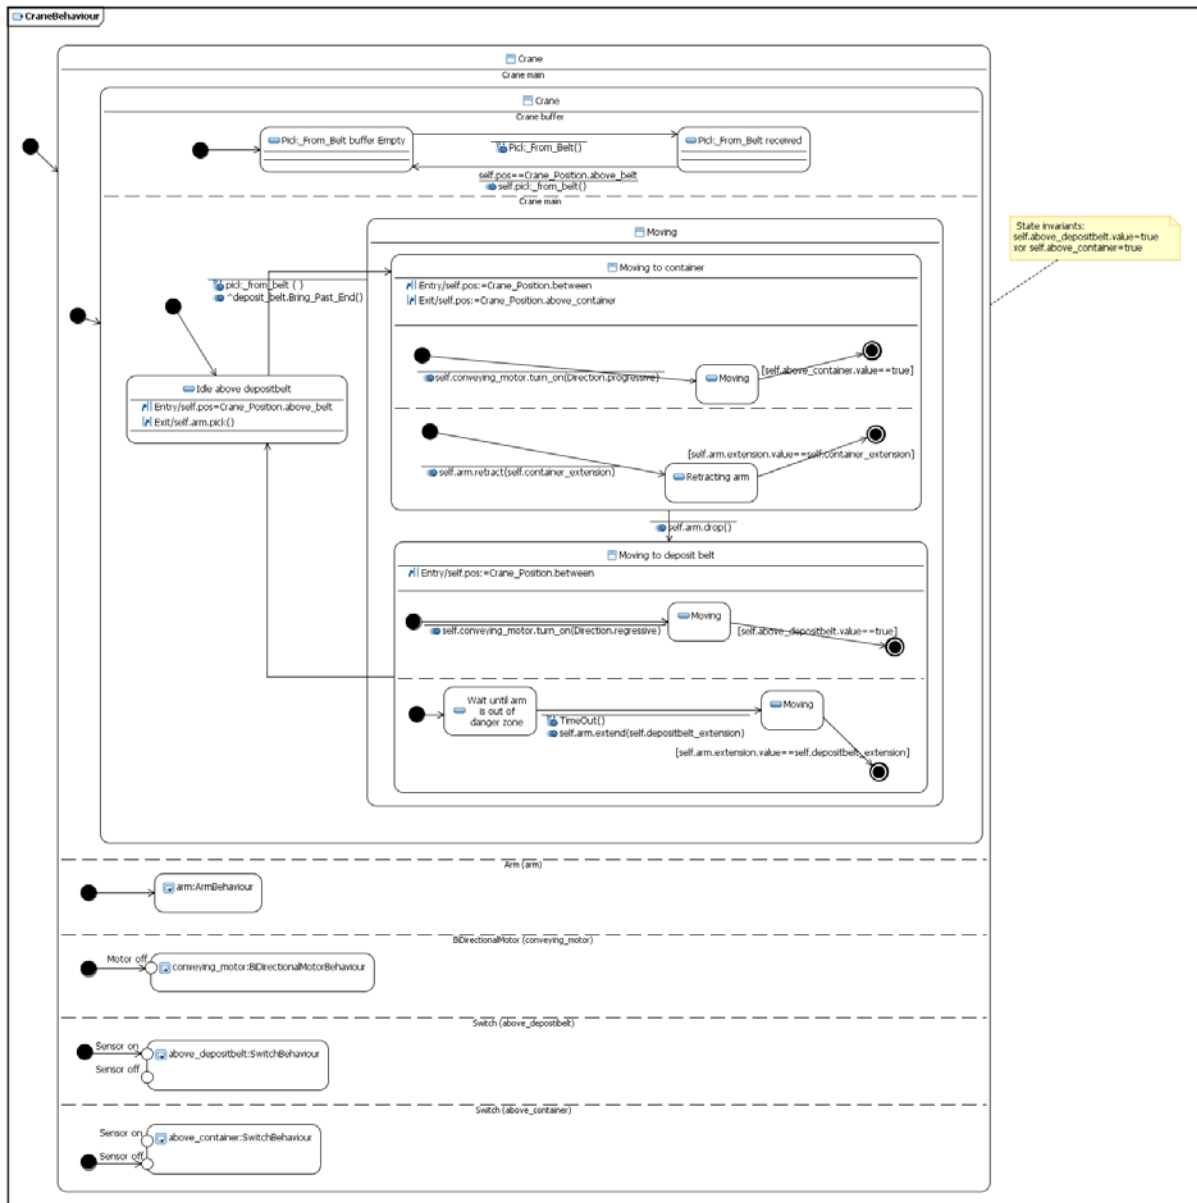 CraneBehaviour
Crane
Crane main
Crane
Crane buffer
Pick_From_Belt buffer Empty
Pick_From_Belt received
Pick_From_Belt()
self.pos==Crane_Position.above_belt
self.pick_from_belt()
Crane main
State invariants:
self.above_depositbelt.value=true
xor self.above_container=true
Moving
Moving to container
pick_from_belt ( )
^deposit_belt.Bring_Past_End()
Entry/self.pos:=Crane_Position.between
Exit/self.pos:=Crane_Position.above_container
self.conveying_motor.turn_on(Direction.progressive)
Moving
[self.above_container.value==true]
Idle above depositbelt
Entry/self.pos=Crane_Position.above_belt
Exit/self.arm.pick()
[self.arm.extension.value==self.container_extension]
self.arm.retract(self.container_extension)
Retracting arm
self.arm.drop()
Moving to deposit belt
Entry/self.pos:=Crane_Position.between
Moving
self.conveying_motor.turn_on(Direction.regressive)
[self.above_depositbelt.value==true]
Wait until arm
is out of
danger zone
TimeOut()
self.arm.extend(self.depositbelt_extension)
Moving
[self.arm.extension.value==self.depositbelt_extension]
Arm (arm)
arm:ArmBehaviour
BiDirectionalMotor (conveying_motor)
Motor off
conveying_motor:BiDirectionalMotorBehaviour
Switch (above_depostibelt)
Sensor on
above_depositbelt:SwitchBehaviour
Sensor off
Switch (above_container)
Sensor on
above_container:SwitchBehaviour
Sensor off